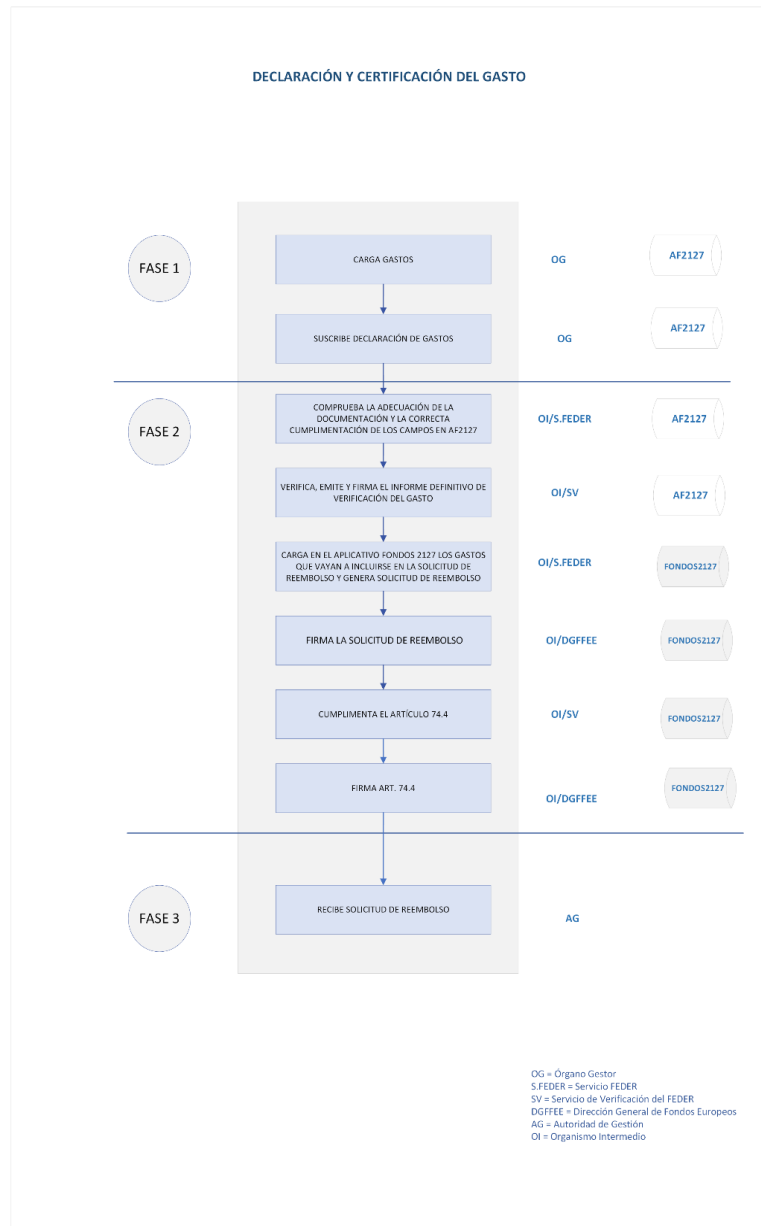 DECLARACIÓN Y CERTIFICACIÓN DEL GASTO
FASE 1
CARGA GASTOS
OG
AF2127
SUSCRIBE DECLARACIÓN DE GASTOS
OG
AF2127
FASE 2
COMPRUEBA LA ADECUACIÓN DE LA
DOCUMENTACIÓN Y LA CORRECTA
CUMPLIMENTACIÓN DE LOS CAMPOS EN AF2127
OI/S.FEDER
AF2127
VERIFICA, EMITE Y FIRMA EL INFORME DEFINITIVO DE
VERIFICACIÓN DEL GASTO
OI/SV
AF2127
CARGA EN EL APLICATIVO FONDOS 2127 LOS GASTOS
QUE VAYAN A INCLUIRSE EN LA SOLICITUD DE
REEMBOLSO Y GENERA SOLICITUD DE REEMBOLSO
OI/S.FEDER
FONDOS2127
FIRMA LA SOLICITUD DE REEMBOLSO
OI/DGFFEE
FONDOS2127
CUMPLIMENTA EL ARTÍCULO 74.4
OI/SV
FONDOS2127
FIRMA ART. 74.4
OI/DGFFEE
FONDOS2127
FASE 3
RECIBE SOLICITUD DE REEMBOLSO
AG
OG = Órgano Gestor
S.FEDER = Servicio FEDER
SV = Servicio de Verificación del FEDER
DGFFEE = Dirección General de Fondos Europeos
AG = Autoridad de Gestión
OI = Organismo Intermedio